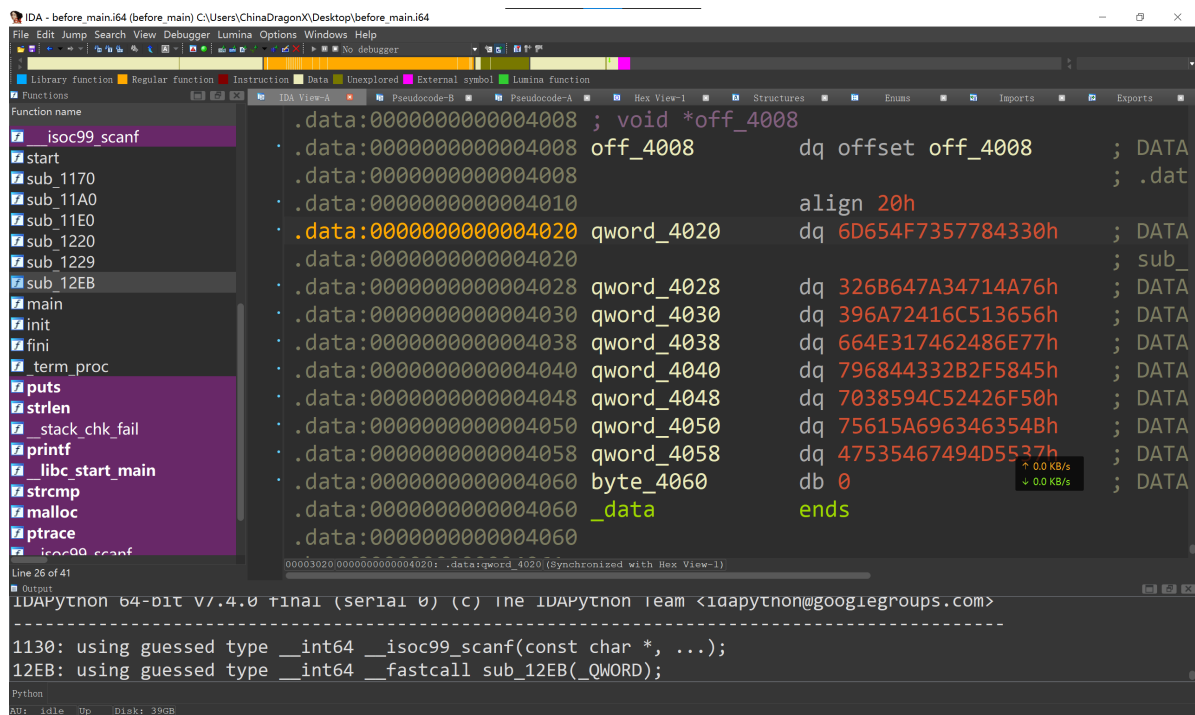 IDA - before_main.i64 (before_main) C:\Users\ChinaDragonX\Desktop\before_main.i64
File Edit Jump Search View Debugger Lumina Options Windows Help
No debugger
Library function Regular function Instruction Data Unexplored External symbol Lumina function
Functions
IDA View-A Pseudocode-B Pseudocode-A Hex View-1 Structures Enums Imports Exports
Function name
__isoc99_scanf
start
sub_1170
sub_11A0
sub_11E0
sub_1220
sub_1229
sub_12EB
main
init
fini
_term_proc
puts
strlen
__stack_chk_fail
printf
__libc_start_main
strcmp
malloc
ptrace
__isoc99_scanf
Line 26 of 41
.data:0000000000004008 ; void *off_4008
.data:0000000000004008 off_4008 dq offset off_4008 ; DATA
.data:0000000000004008 ; .dat
.data:0000000000004010 align 20h
.data:0000000000004020 qword_4020 dq 6D654F7357784330h ; DATA
.data:0000000000004020 ; sub_
.data:0000000000004028 qword_4028 dq 326B647A34714A76h ; DATA
.data:0000000000004030 qword_4030 dq 396A72416C513656h ; DATA
.data:0000000000004038 qword_4038 dq 664E317462486E77h ; DATA
.data:0000000000004040 qword_4040 dq 796844332B2F5845h ; DATA
.data:0000000000004048 qword_4048 dq 7038594C52426F50h ; DATA
.data:0000000000004050 qword_4050 dq 75615A696346354Bh ; DATA
.data:0000000000004058 qword_4058 dq 47535467494D5537h ; DATA
.data:0000000000004060 byte_4060 db 0 ; DATA
.data:0000000000004060 _data ends
.data:0000000000004060
↑ 0.0 KB/s
↓ 0.0 KB/s
00003020 0000000000004020: .data:qword_4020 (Synchronized with Hex View-1)
Output
IDAPython 64-bit v7.4.0 final (serial 0) (c) The IDAPython Team <idapython@googlegroups.com>
1130: using guessed type __int64 __isoc99_scanf(const char *, ...);
12EB: using guessed type __int64 __fastcall sub_12EB(_QWORD);
Python
AU: idle Up Disk: 39GB